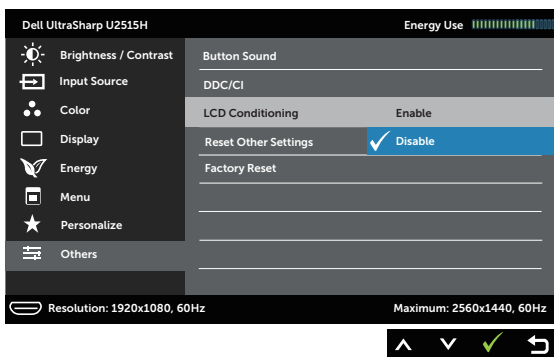 Dell UltraSharp U2515H
Energy Use
Brightness / Contrast
Input Source
Color
Display
Energy
Menu
Personalize
Others
Button Sound
DDC/CI
LCD Conditioning
Enable
Reset Other Settings
Disable
Factory Reset
Resolution: 1920x1080, 60Hz
Maximum: 2560x1440, 60Hz